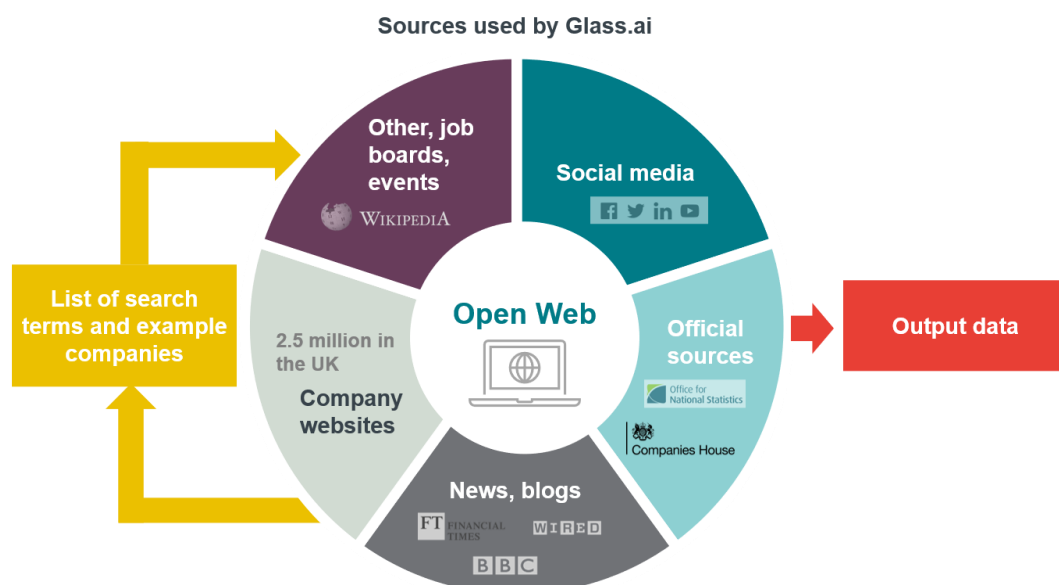 Sources used by Glass.ai
Other, job
boards,
events
WIKIPEDIA
Social media
List of search
terms and example
companies
2.5 million in
the UK
Company
websites
Open Web
Official
sources
Office for
National Statistics
Companies House
Output data
News, blogs
FT FINANCIAL
TIMES
WIRED
BBC